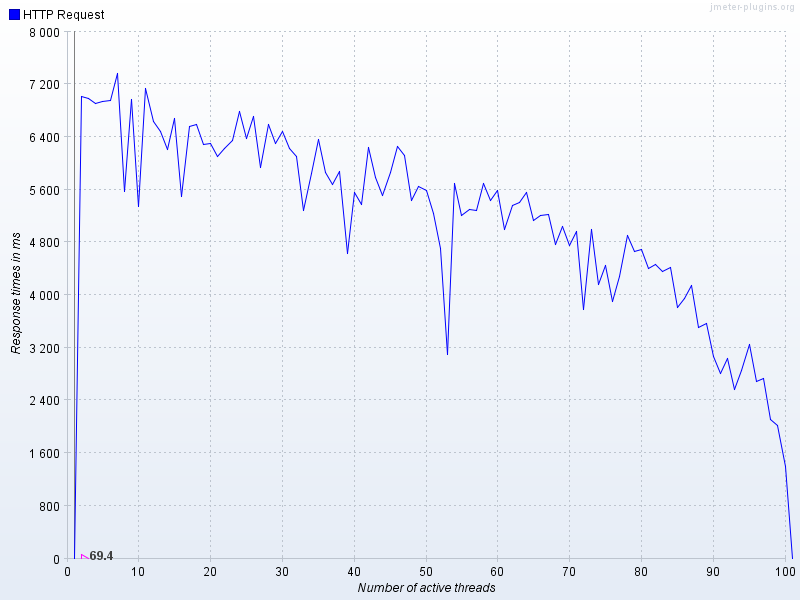 jmeter-plugins.org
HTTP Request
8 000
7 200
6 400
5 600
4 800
4 000
3 200
2 400
1 600
800
0
Response times in ms
69.4
0 10 20 30 40 50 60 70 80 90 100
Number of active threads